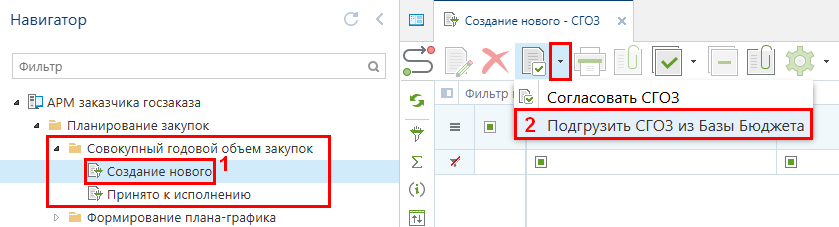 Навигатор
Фильтр
АРМ заказчика госзаказа
Планирование закупок
Совокупный годовой объем закупок
Создание нового 1
Принято к исполнению
Формирование плана-графика
Создание нового - СГОЗ
Фильтр
Согласовать СГОЗ
2 Подгрузить СГОЗ из Базы Бюджета